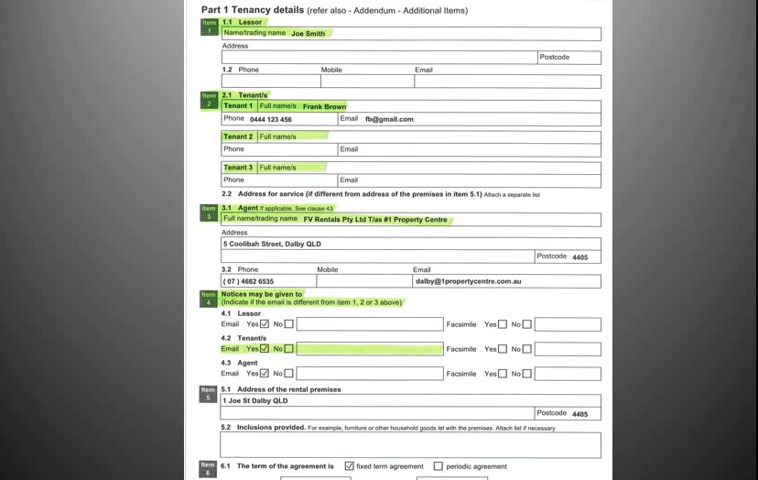 Part 1 Tenancy details (refer also - Addendum - Additional Items)
Item 1 1.1 Lessor
Name/trading name Joe Smith
Address
Postcode
1.2 Phone Mobile Email
Item 2 2.1 Tenant/s
Tenant 1 Full name/s Frank Brown
Phone 0444 123 456 Email fb@gmail.com
Tenant 2 Full name/s
Phone Email
Tenant 3 Full name/s
Phone Email
2.2 Address for service (if different from address of the premises in item 5.1) Attach a separate list
Item 3 3.1 Agent If applicable. See clause 43
Full name/trading name FV Rentals Pty Ltd T/as #1 Property Centre
Address
5 Coolibah Street, Dalby QLD
Postcode 4405
3.2 Phone Mobile Email
( 07 ) 4662 6535 dalby@1propertycentre.com.au
Item 4 Notices may be given to
(Indicate if the email is different from item 1, 2 or 3 above)
4.1 Lessor
Email Yes No Facsimile Yes No
4.2 Tenant/s
Email Yes No Facsimile Yes No
4.3 Agent
Email Yes No Facsimile Yes No
Item 5 5.1 Address of the rental premises
1 Joe St Dalby QLD
Postcode 4405
5.2 Inclusions provided. For example, furniture or other household goods let with the premises. Attach list if necessary
Item 6 6.1 The term of the agreement is fixed term agreement periodic agreement